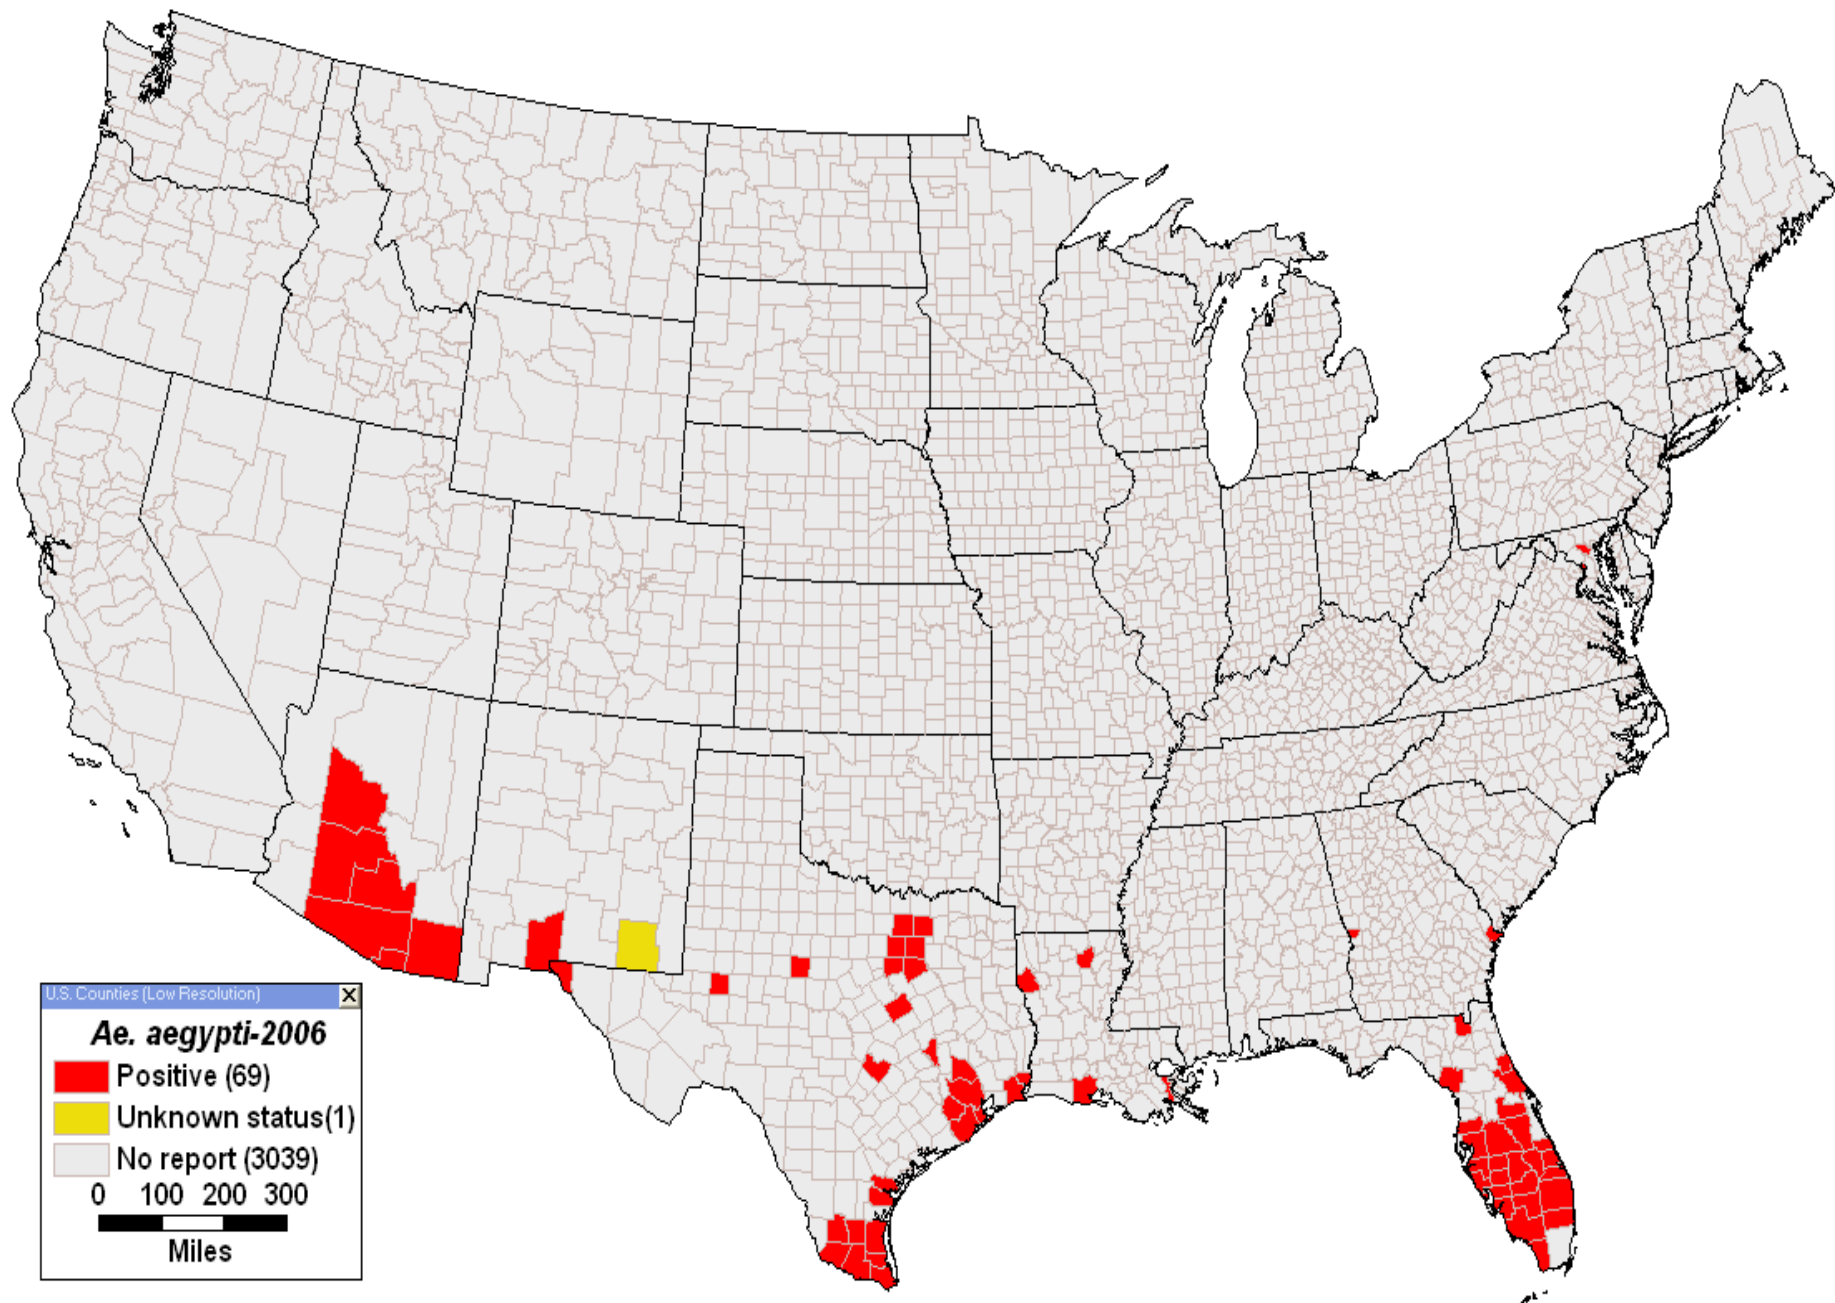 U.S. Counties (Low Resolution)
Ae. aegypti-2006
Positive (69)
Unknown status(1)
No report (3039)
0 100 200 300
Miles